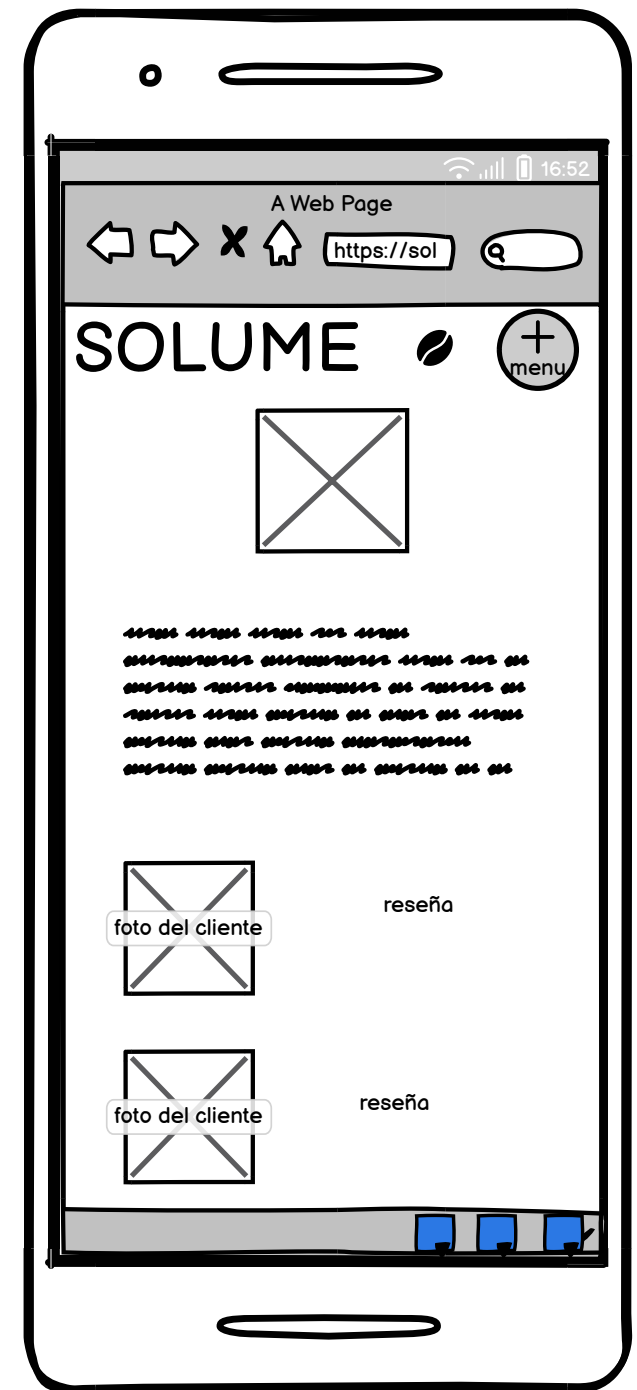 16:52
A Web Page
https://sol
SOLUME
menu
foto del cliente
reseña
foto del cliente
reseña